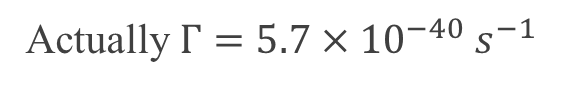 Actually Γ = 5.7 × 10⁻⁴⁰ s⁻¹